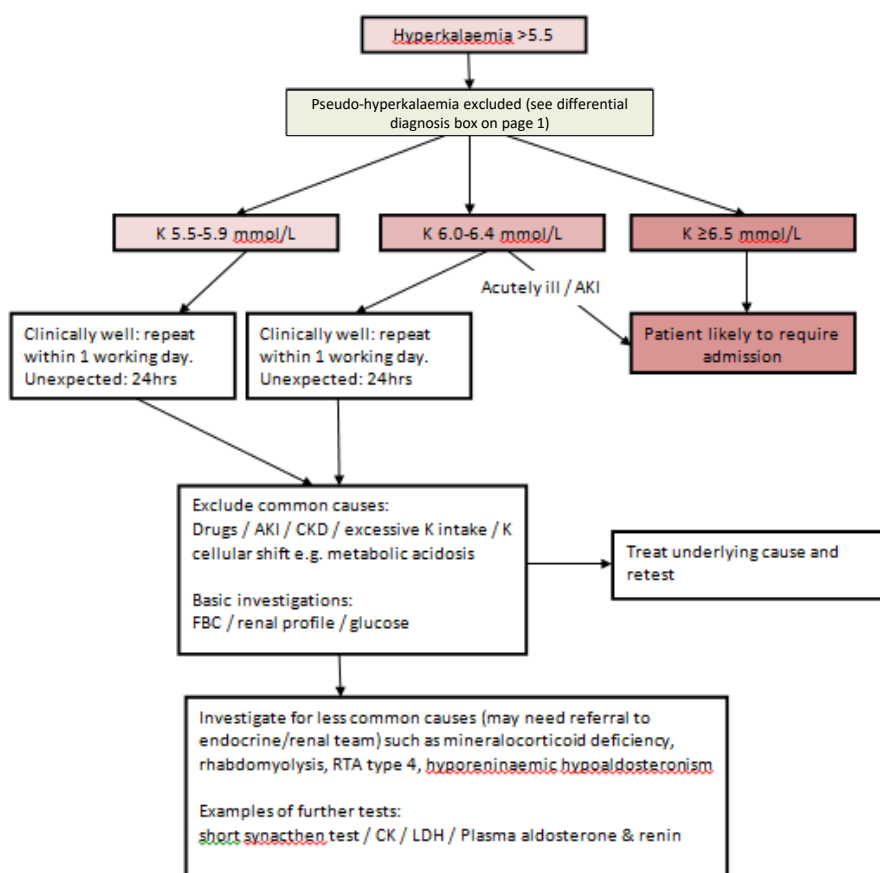 Hyperkalaemia >5.5
Pseudo-hyperkalaemia excluded (see differential
diagnosis box on page 1)
K 5.5-5.9 mmol/L
K 6.0-6.4 mmol/L
K ≥6.5 mmol/L
Acutely ill / AKI
Clinically well: repeat
within 1 working day.
Unexpected: 24hrs
Clinically well: repeat
within 1 working day.
Unexpected: 24hrs
Patient likely to require
admission
Exclude common causes:
Drugs / AKI / CKD / excessive K intake / K
cellular shift e.g. metabolic acidosis
Basic investigations:
FBC / renal profile / glucose
Treat underlying cause and
retest
Investigate for less common causes (may need referral to
endocrine/renal team) such as mineralocorticoid deficiency,
rhabdomyolysis, RTA type 4, hyporeninaemic hypoaldosteronism
Examples of further tests:
short synacthen test / CK / LDH / Plasma aldosterone & renin